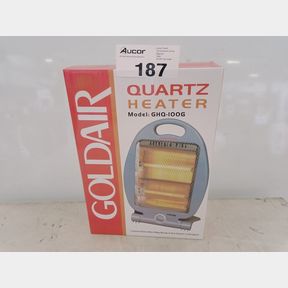 Aucor
187
QUARTZ
HEATER
Model: GHQ-100G
GOLDAIR